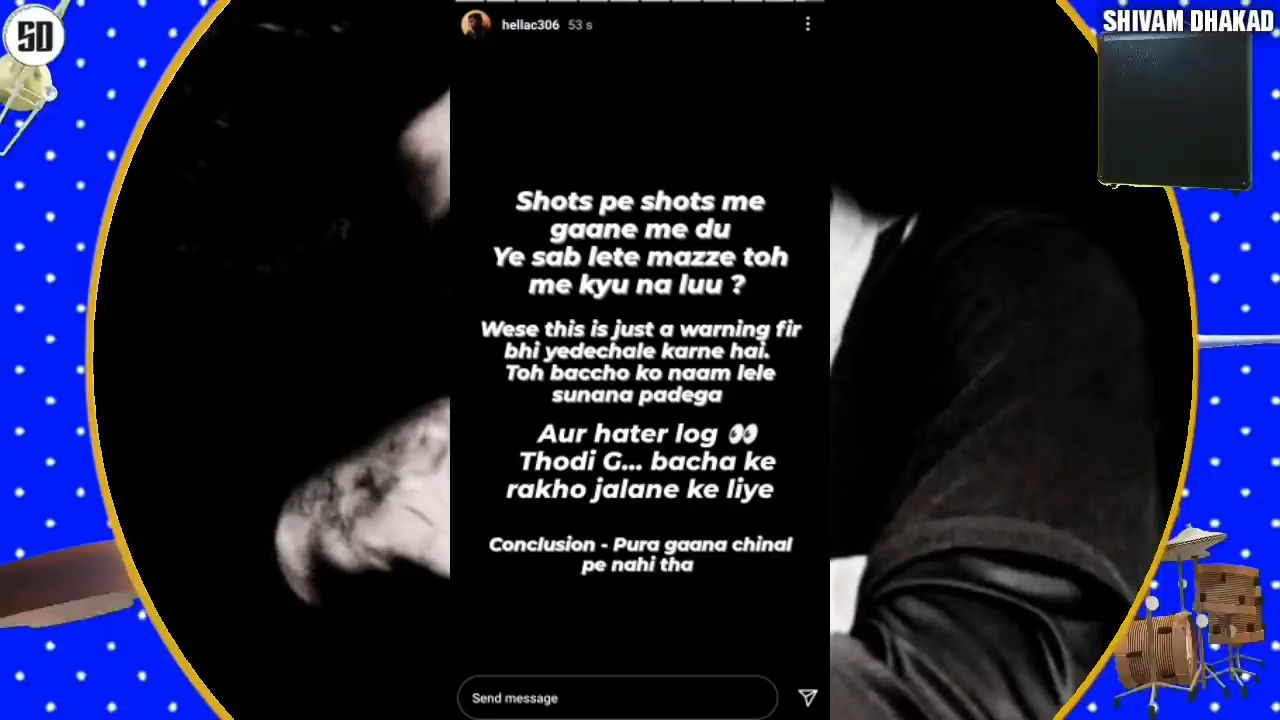 SD
SHIVAM DHAKAD
hellac306 53 s
Shots pe shots me
gaane me du
Ye sab lete mazze toh
me kyu na luu ?
Wese this is just a warning fir
bhi yedechale karne hai.
Toh baccho ko naam lele
sunana padega
Aur hater log 👀
Thodi G... bacha ke
rakho jalane ke liye
Conclusion - Pura gaana chinal
pe nahi tha
Send message